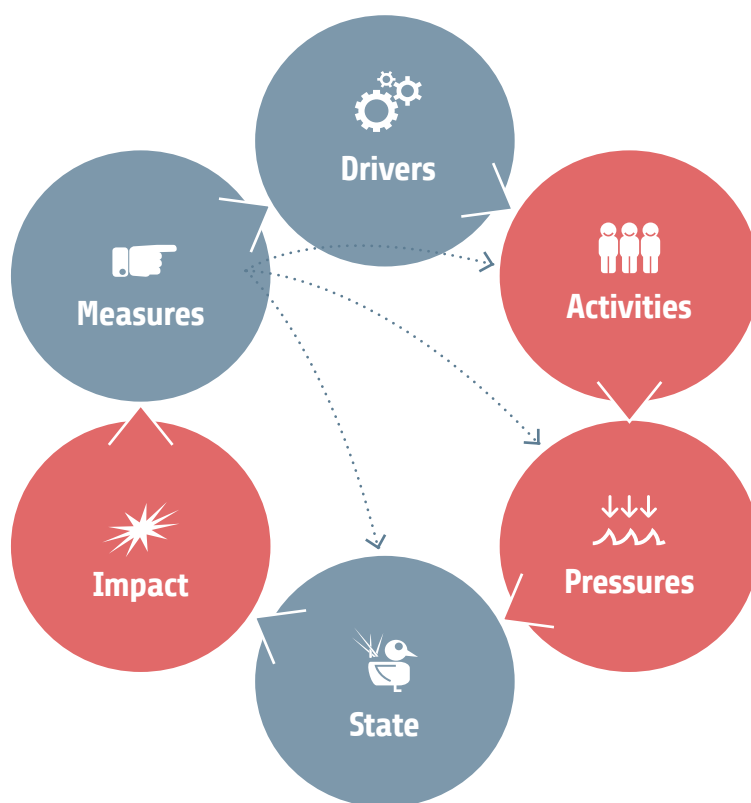 Drivers
Activities
Measures
Pressures
Impact
State